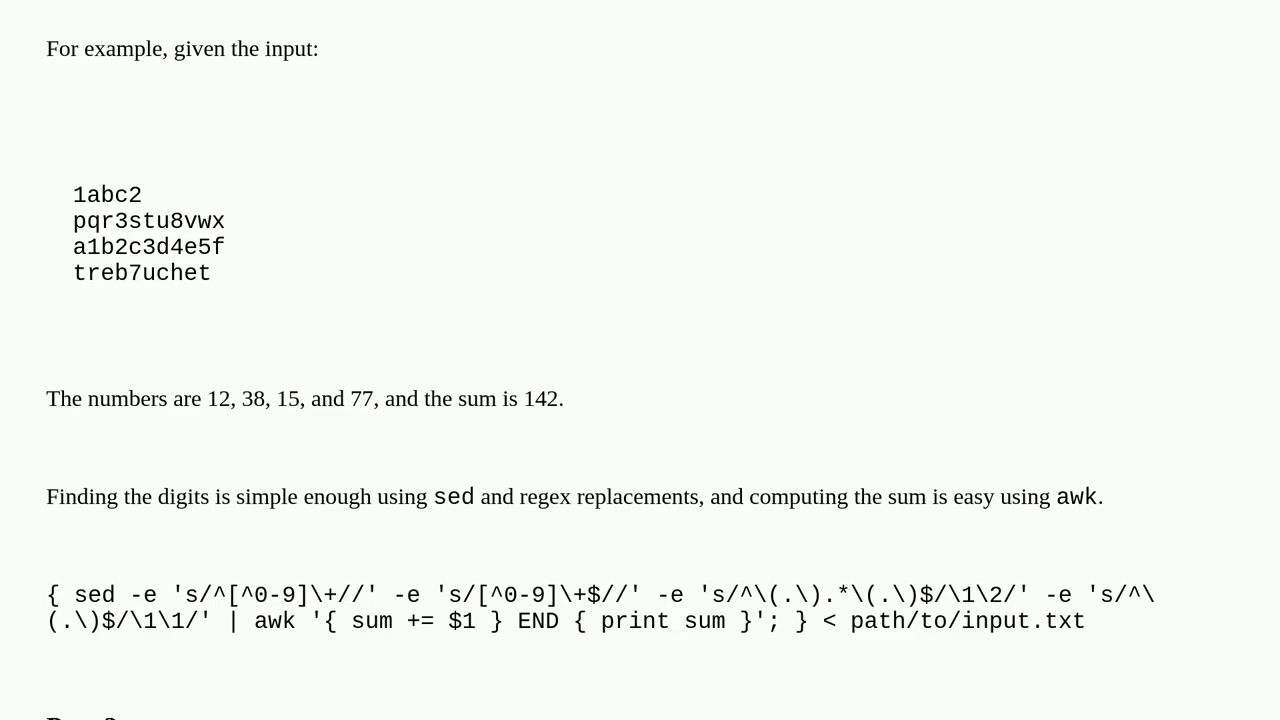 For example, given the input:
1abc2
pqr3stu8vwx
a1b2c3d4e5f
treb7uchet
The numbers are 12, 38, 15, and 77, and the sum is 142.
Finding the digits is simple enough using sed and regex replacements, and computing the sum is easy using awk.
{ sed -e 's/^[^0-9]\+//' -e 's/[^0-9]\+$//' -e 's/^\(.\).*\(.\)$/\1\2/' -e 's/^\
(.\)$/\1\1/' | awk '{ sum += $1 } END { print sum }'; } < path/to/input.txt